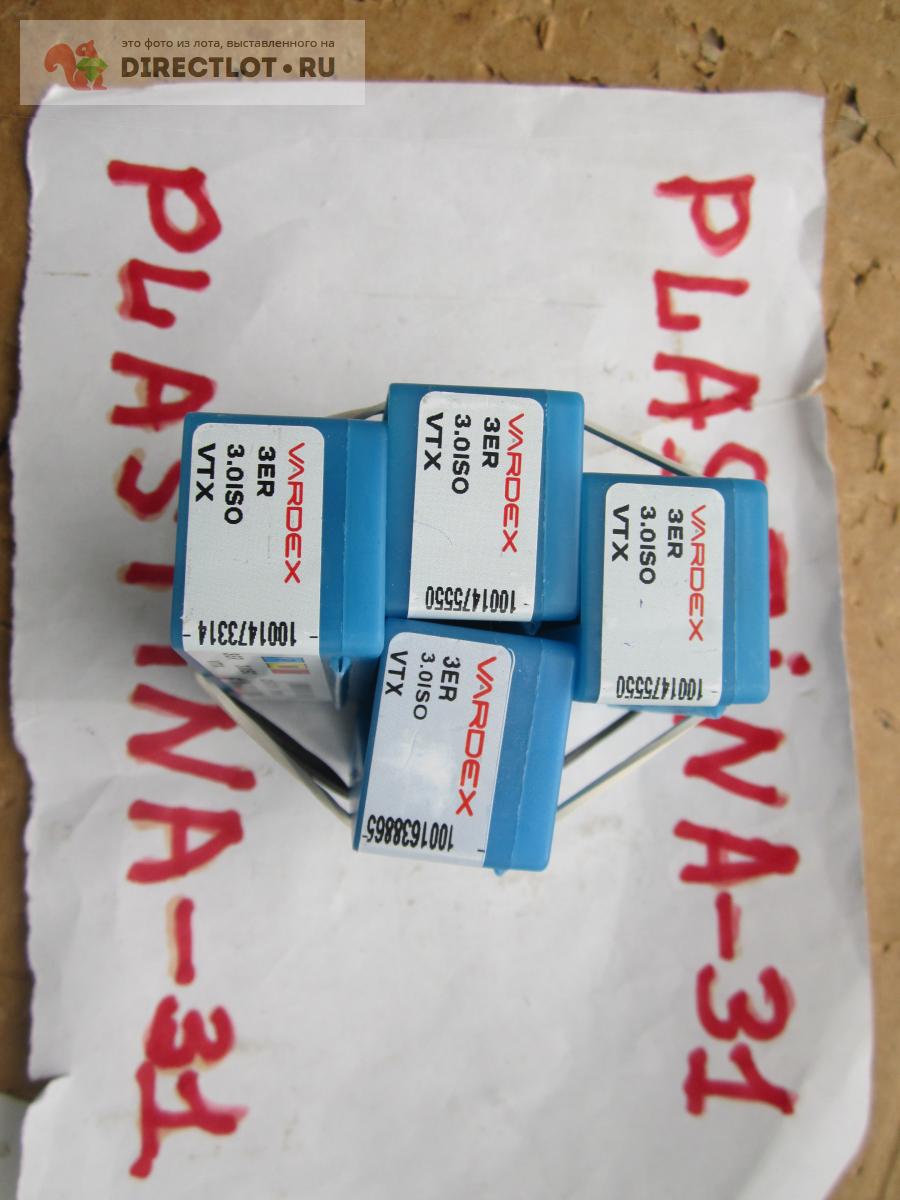 это фото из лота, выставленного на
DIRECTLOT.RU
PLASTINA-31
PLASTINA-31
VARDEX
3ER
3.0ISO
VTX
1001473314
VARDEX
3ER
3.0ISO
VTX
1001475550
VARDEX
3ER
3.0ISO
VTX
1001475550
VARDEX
3ER
3.0ISO
VTX
1001638865